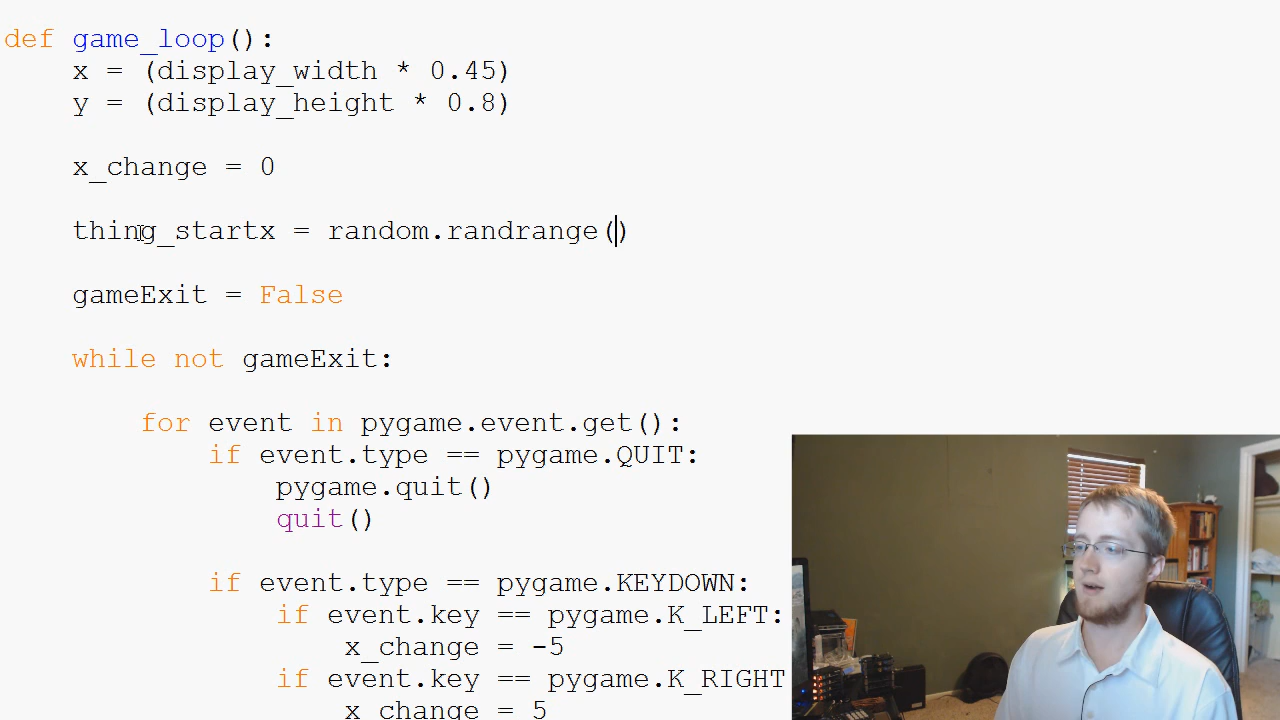 def game_loop():
x = (display_width * 0.45)
y = (display_height * 0.8)
x_change = 0
thing_startx = random.randrange()
gameExit = False
while not gameExit:
for event in pygame.event.get():
if event.type == pygame.QUIT:
pygame.quit()
quit()
if event.type == pygame.KEYDOWN:
if event.key == pygame.K_LEFT:
x_change = -5
if event.key == pygame.K_RIGHT
x_change = 5